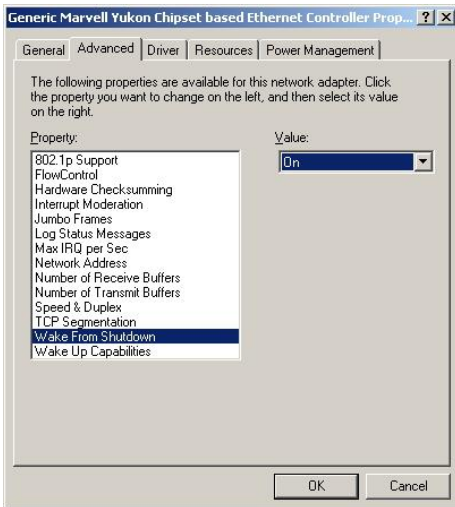 Generic Marvell Yukon Chipset based Ethernet Controller Prop...
General Advanced Driver Resources Power Management
The following properties are available for this network adapter. Click
the property you want to change on the left, and then select its value
on the right.
Property:
Value:
802.1p Support
FlowControl
Hardware Checksumming
Interrupt Moderation
Jumbo Frames
Log Status Messages
Max IRQ per Sec
Network Address
Number of Receive Buffers
Number of Transmit Buffers
Speed & Duplex
TCP Segmentation
Wake From Shutdown
Wake Up Capabilities
On
OK
Cancel